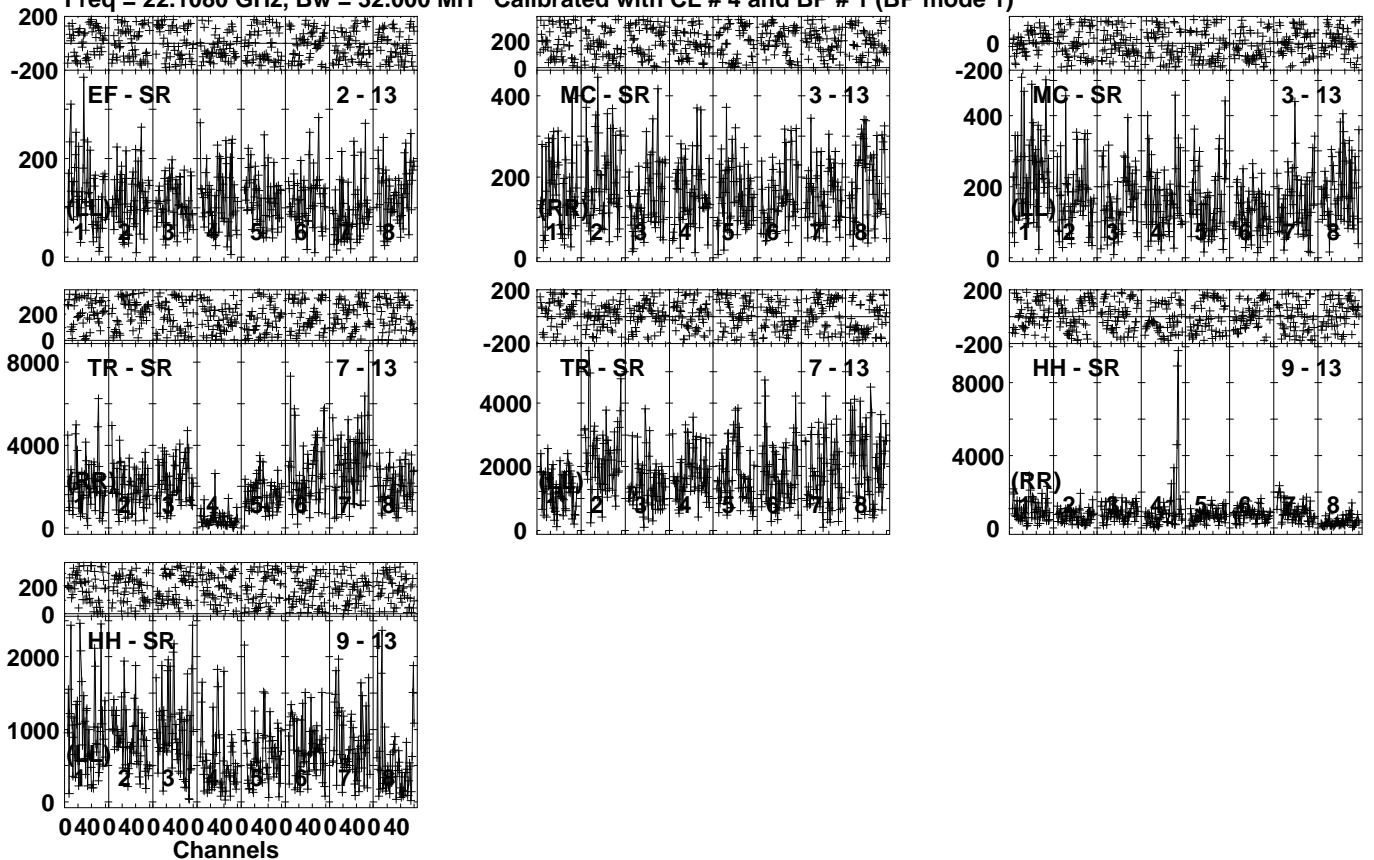 Freq = 22.1080 GHz, Bw = 32.000 MH Calibrated with CL # 4 and BP # 1 (BP mode 1)
200
-200
EF - SR 2 - 13
200
0
(LL)
1 2 3 4 5 6 7 8
200
0
MC - SR 3 - 13
400
200
0
(RR)
1 2 3 4 5 6 7 8
0
-200
MC - SR 3 - 13
400
200
0
(LL)
1 2 3 4 5 6 7 8
200
0
TR - SR 7 - 13
8000
4000
0
(RR)
1 2 3 4 5 6 7 8
200
-200
TR - SR 7 - 13
4000
2000
0
(LL)
1 2 3 4 5 6 7 8
200
-200
HH - SR 9 - 13
8000
4000
0
(RR)
1 2 3 4 5 6 7 8
200
0
HH - SR 9 - 13
2000
1000
0
(LL)
1 2 3 4 5 6 7 8
0 40 0 40 0 40 0 40 0 40 0 40 0 40 0 40
Channels